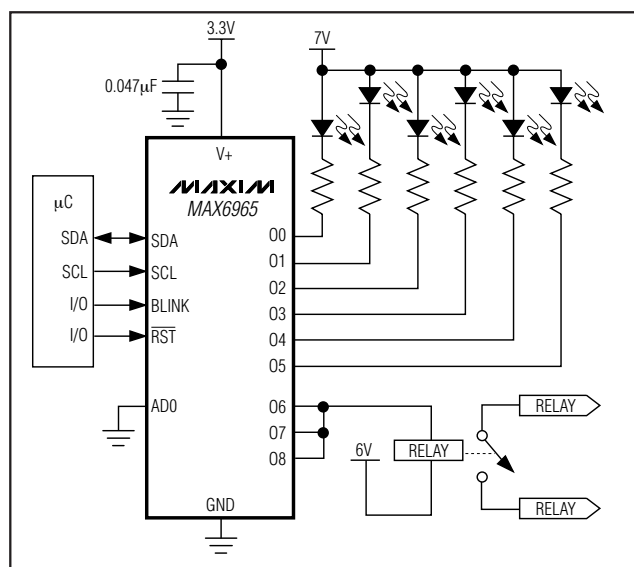 3.3V
7V
0.047µF
V+
MAXIM
MAX6965
µC
SDA
SDA
SCL
SCL
I/O
BLINK
I/O
RST
AD0
GND
O0
O1
O2
O3
O4
O5
O6
O7
O8
6V
RELAY
RELAY
RELAY